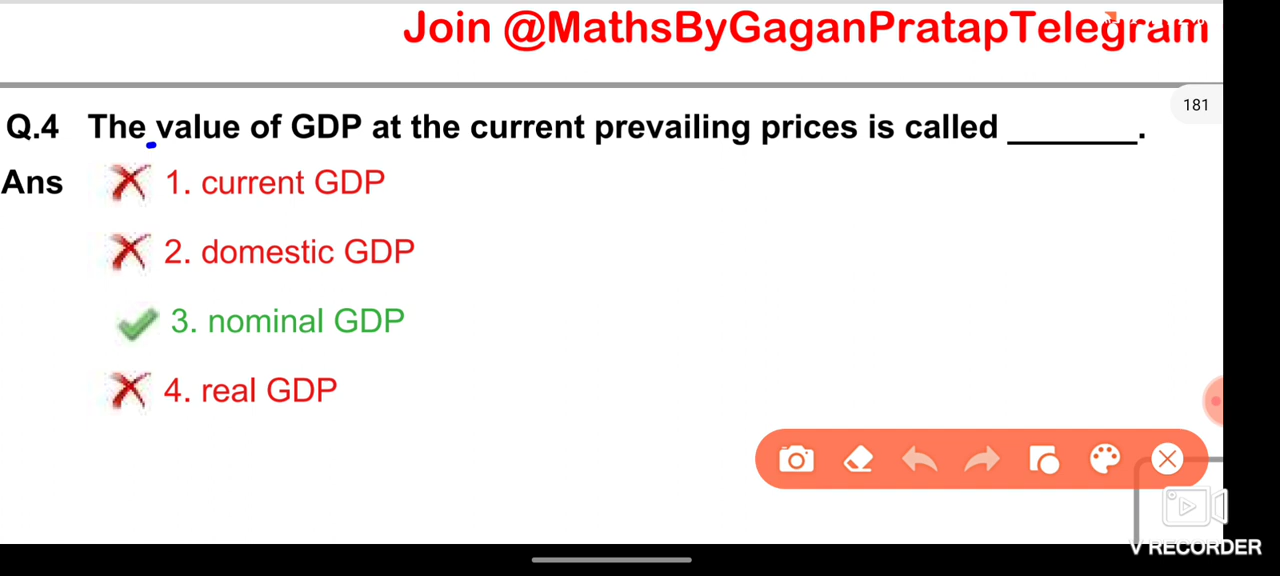 Join @MathsByGaganPratapTelegram
181
Q.4 The value of GDP at the current prevailing prices is called ________.
Ans 1. current GDP
2. domestic GDP
3. nominal GDP
4. real GDP
V RECORDER